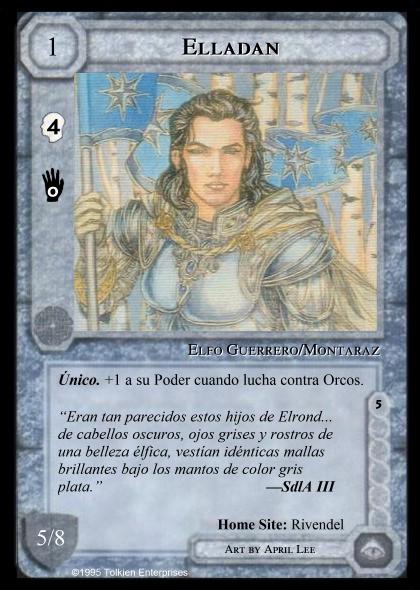 1
ELLADAN
4
0
ELFO GUERRERO/MONTARAZ
Único. +1 a su Poder cuando lucha contra Orcos.
5
“Eran tan parecidos estos hijos de Elrond...
de cabellos oscuros, ojos grises y rostros de
una belleza élfica, vestían idénticas mallas
brillantes bajo los mantos de color gris
plata.” —SdlA III
Home Site: Rivendel
5/8
ART BY APRIL LEE
©1995 Tolkien Enterprises